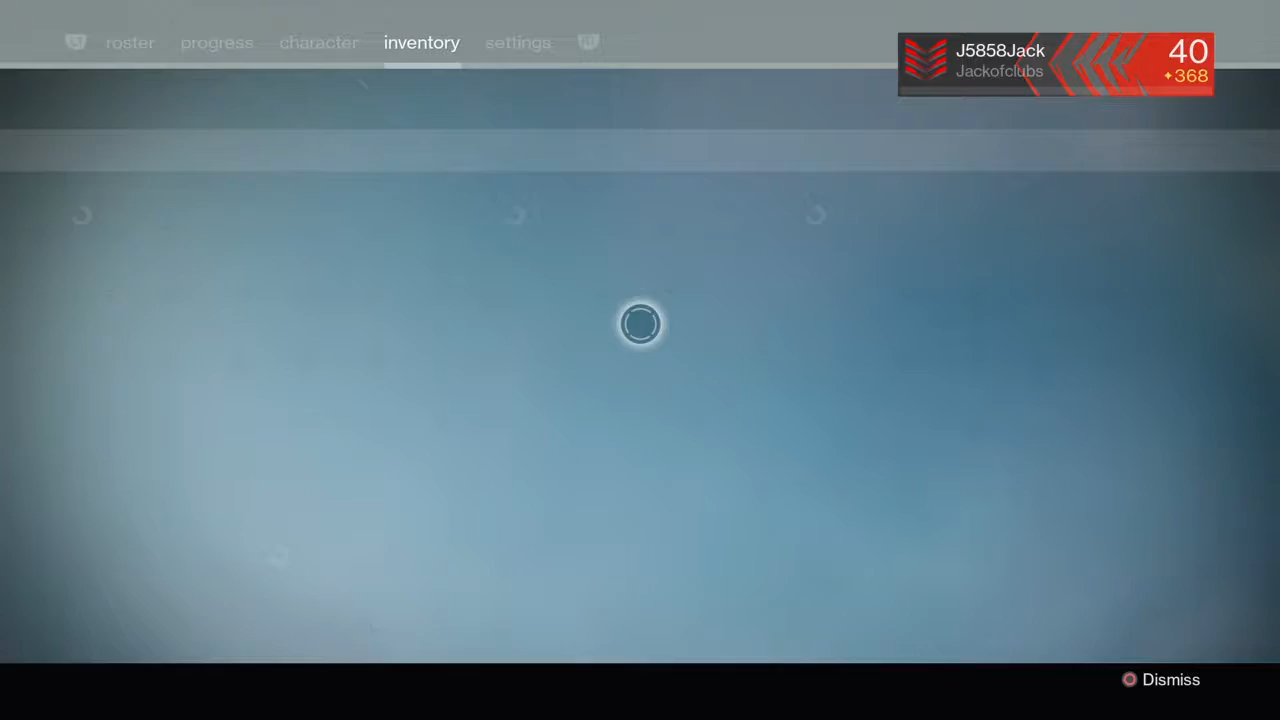 roster progress character inventory settings
J5858Jack
Jackofclubs
40
368
Dismiss